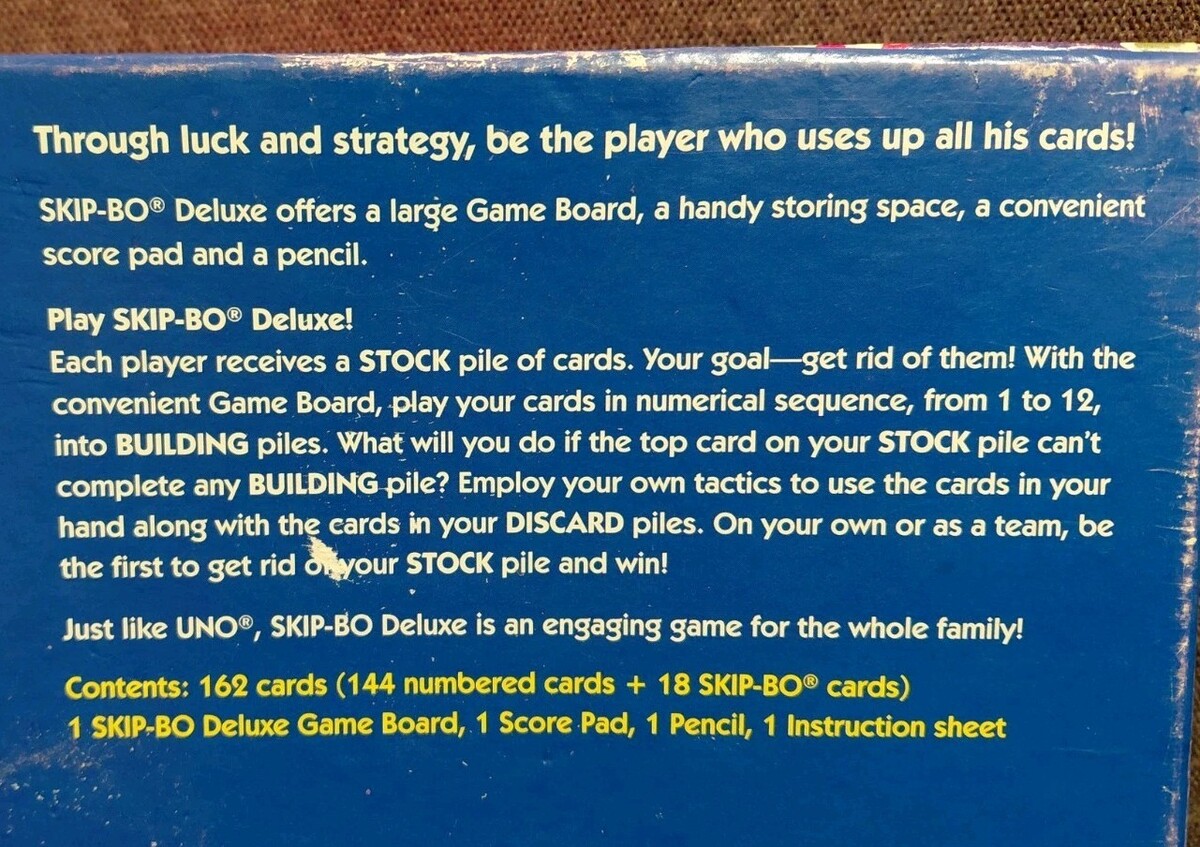 Through luck and strategy, be the player who uses up all his cards!
SKIP-BO® Deluxe offers a large Game Board, a handy storing space, a convenient
score pad and a pencil.
Play SKIP-BO® Deluxe!
Each player receives a STOCK pile of cards. Your goal—get rid of them! With the
convenient Game Board, play your cards in numerical sequence, from 1 to 12,
into BUILDING piles. What will you do if the top card on your STOCK pile can't
complete any BUILDING pile? Employ your own tactics to use the cards in your
hand along with the cards in your DISCARD piles. On your own or as a team, be
the first to get rid of your STOCK pile and win!
Just like UNO®, SKIP-BO Deluxe is an engaging game for the whole family!
Contents: 162 cards (144 numbered cards + 18 SKIP-BO® cards)
1 SKIP-BO Deluxe Game Board, 1 Score Pad, 1 Pencil, 1 Instruction sheet